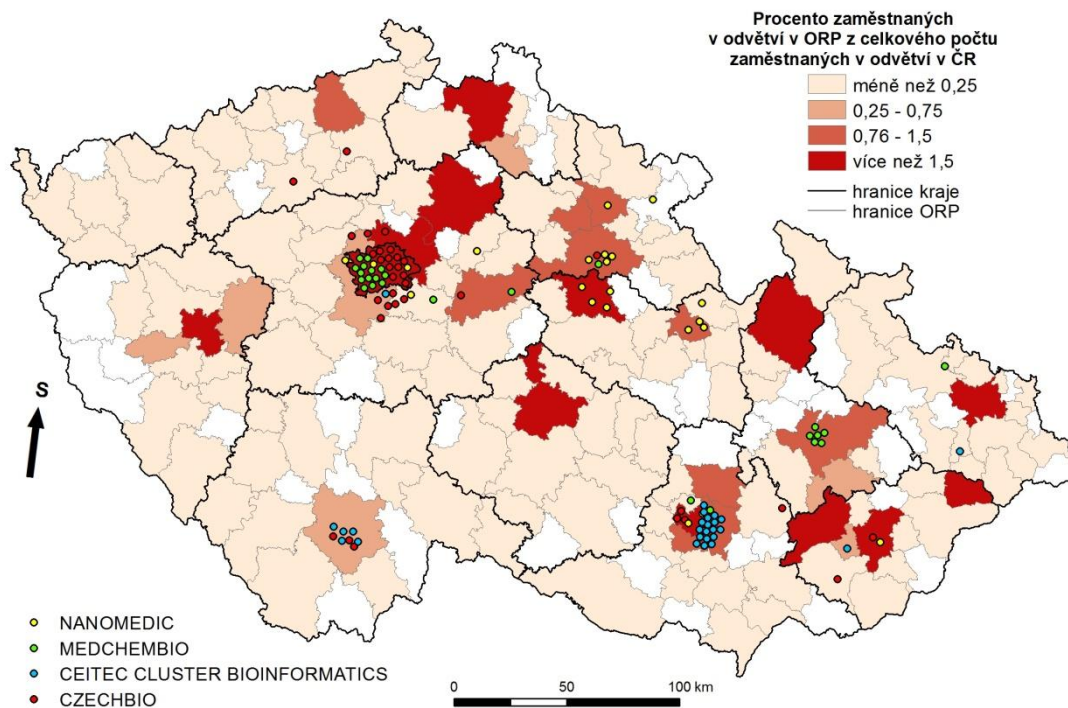 Procento zaměstnaných
v odvětví v ORP z celkového počtu
zaměstnaných v odvětví v ČR
méně než 0,25
0,25 - 0,75
0,76 - 1,5
více než 1,5
hranice kraje
hranice ORP
S
NANOMEDIC
MEDCHEMBIO
CEITEC CLUSTER BIOINFORMATICS
CZECHBIO
0 50 100 km